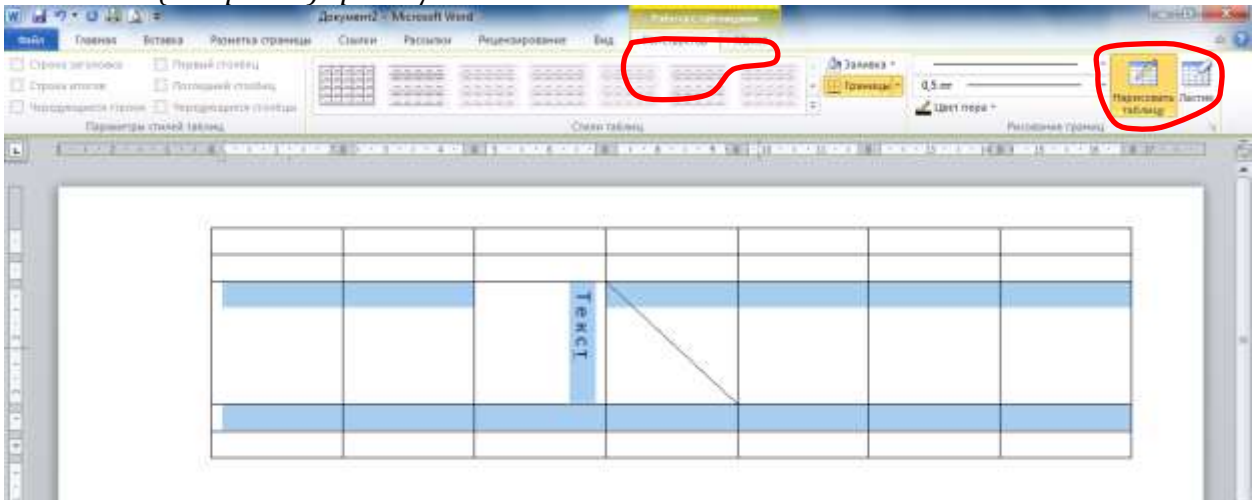 Документ2 - Microsoft Word
Работа с таблицами
Файл Главная Вставка Разметка страницы Ссылки Рассылки Рецензирование Вид
Строка заголовка Первый столбец
Строка итогов Последний столбец
Чередующиеся строки Чередующиеся столбцы
Заливка
Границы
0,5 пт
Цвет пера
Нарисовать таблицу
Ластик
Параметры стилей таблиц
Стили таблиц
Рисование границ
Текст